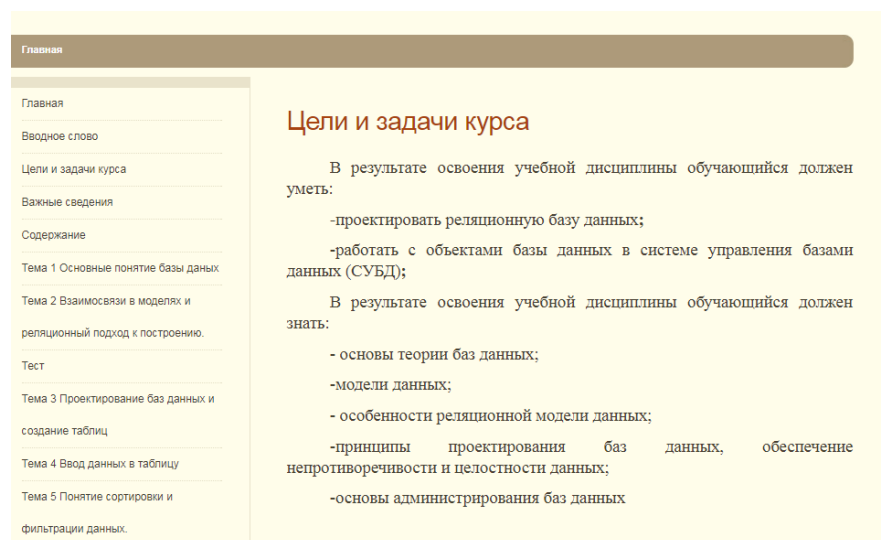 Главная
Главная
Вводное слово
Цели и задачи курса
Важные сведения
Содержание
Тема 1 Основные понятие базы даных
Тема 2 Взаимосвязи в моделях и
реляционный подход к построению.
Тест
Тема 3 Проектирование баз данных и
создание таблиц
Тема 4 Ввод данных в таблицу
Тема 5 Понятие сортировки и
фильтрации данных.
Цели и задачи курса
В результате освоения учебной дисциплины обучающийся должен
уметь:
-проектировать реляционную базу данных;
-работать с объектами базы данных в системе управления базами
данных (СУБД);
В результате освоения учебной дисциплины обучающийся должен
знать:
- основы теории баз данных;
-модели данных;
- особенности реляционной модели данных;
-принципы проектирования баз данных, обеспечение
непротиворечивости и целостности данных;
-основы администрирования баз данных